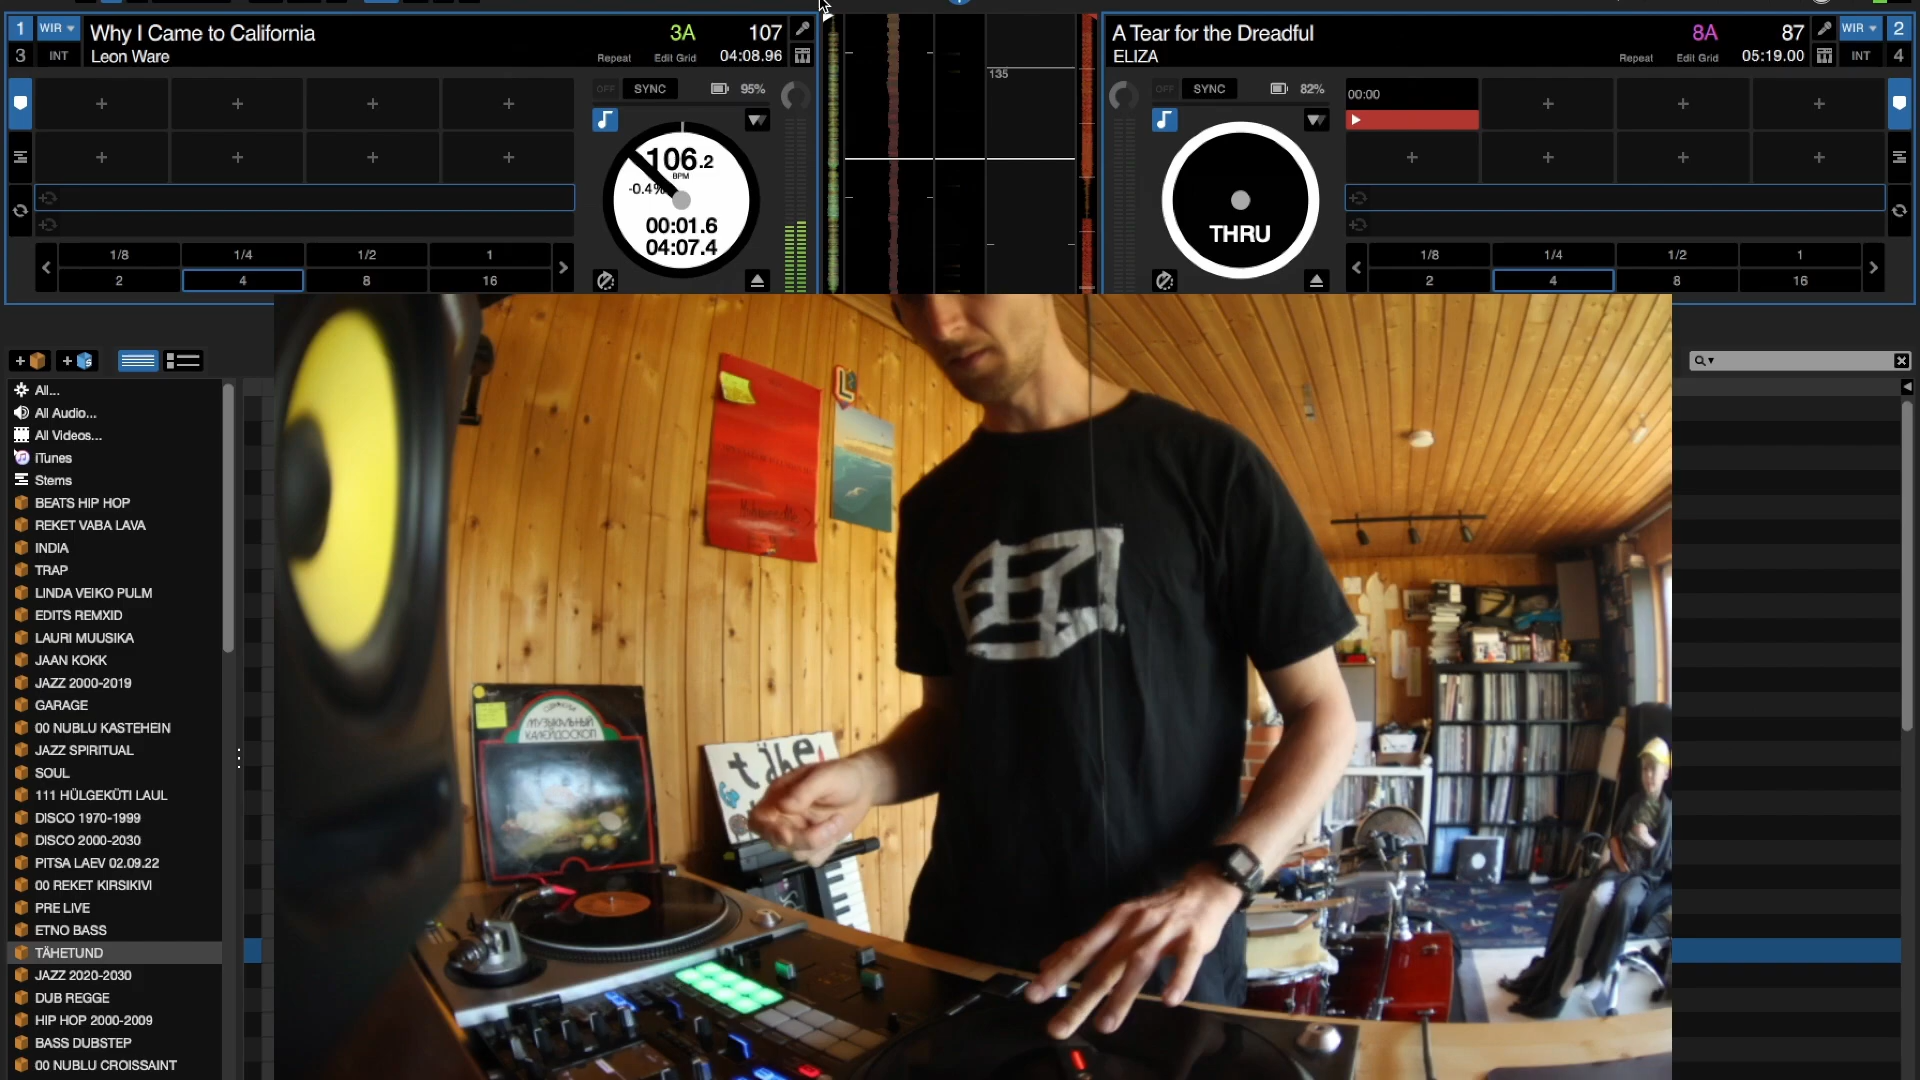 1 WIR Why I Came to California 3A 107
3 INT Leon Ware Repeat Edit Grid 04:08.96
OFF SYNC 95%
106.2
BPM
-0.4%
00:01.6
04:07.4
1/8 1/4 1/2 1
2 4 8 16
135
A Tear for the Dreadful 8A 87 WIR 2
ELIZA Repeat Edit Grid 05:19.00 INT 4
OFF SYNC 82%
00:00
THRU
1/8 1/4 1/2 1
2 4 8 16
All...
All Audio...
All Videos...
iTunes
Stems
BEATS HIP HOP
REKET VABA LAVA
INDIA
TRAP
LINDA VEIKO PULM
EDITS REMXID
LAURI MUUSIKA
JAAN KOKK
JAZZ 2000-2019
GARAGE
00 NUBLU KASTEHEIN
JAZZ SPIRITUAL
SOUL
111 HÜLGEKÜTI LAUL
DISCO 1970-1999
DISCO 2000-2030
PITSA LAEV 02.09.22
00 REKET KIRSIKIVI
PRE LIVE
ETNO BASS
TÄHETUND
JAZZ 2020-2030
DUB REGGE
HIP HOP 2000-2009
BASS DUBSTEP
00 NUBLU CROISSAINT
МУЗЫКАЛЬНЫЙ
КАЛЕЙДОСКОП
tähe